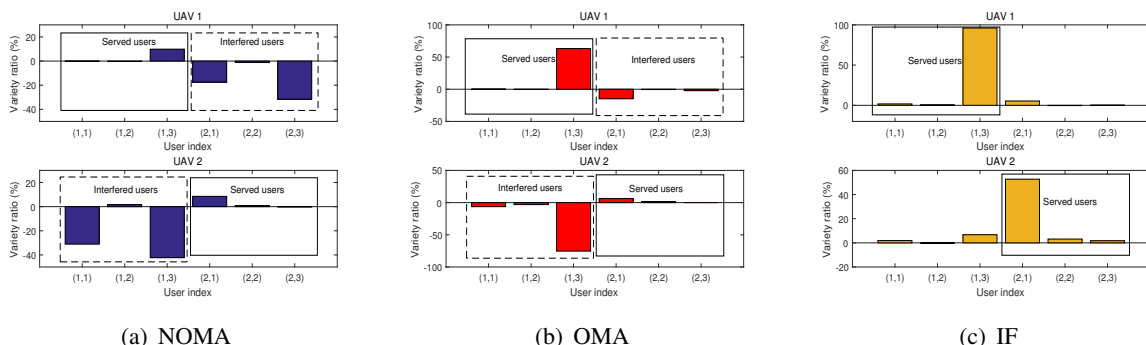 UAV 1
Variety ratio (%)
20
0
-20
-40
Served users
Interfered users
(1,1) (1,2) (1,3) (2,1) (2,2) (2,3)
User index
UAV 2
Variety ratio (%)
20
0
-20
-40
Interfered users
Served users
(1,1) (1,2) (1,3) (2,1) (2,2) (2,3)
User index
(a) NOMA
UAV 1
Variety ratio (%)
100
50
0
-50
Served users
Interfered users
(1,1) (1,2) (1,3) (2,1) (2,2) (2,3)
User index
UAV 2
Variety ratio (%)
50
0
-50
-100
Interfered users
Served users
(1,1) (1,2) (1,3) (2,1) (2,2) (2,3)
User index
(b) OMA
UAV 1
Variety ratio (%)
100
50
0
Served users
(1,1) (1,2) (1,3) (2,1) (2,2) (2,3)
User index
UAV 2
Variety ratio (%)
60
40
20
0
-20
Served users
(1,1) (1,2) (1,3) (2,1) (2,2) (2,3)
User index
(c) IF